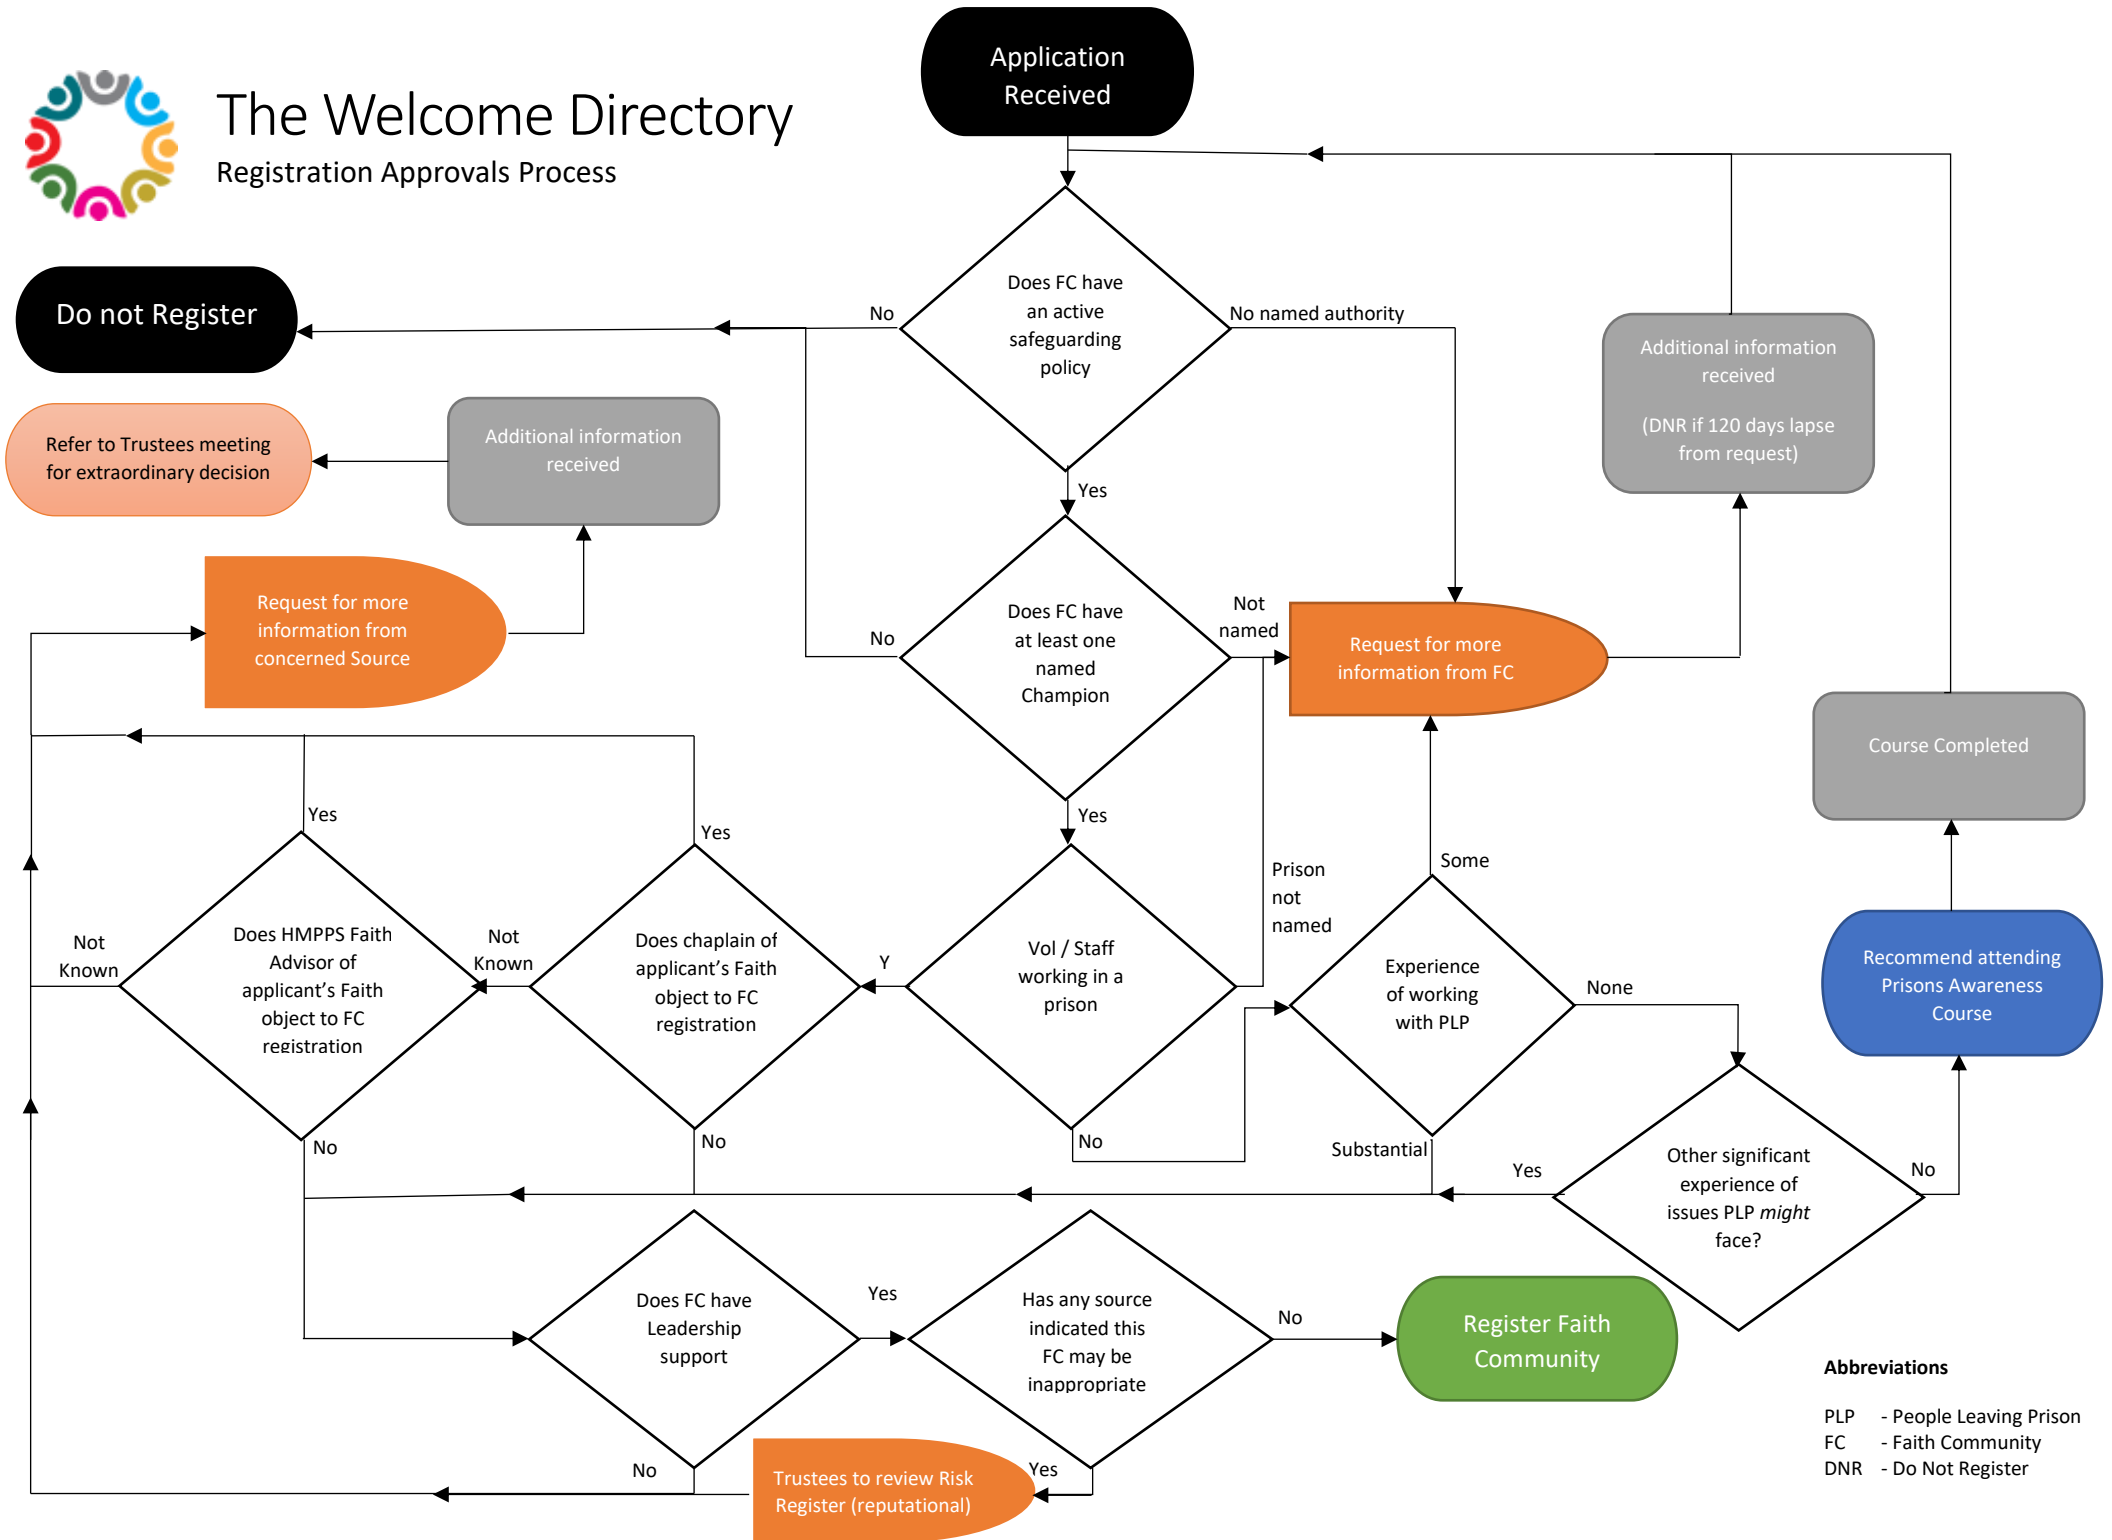 The Welcome Directory
Registration Approvals Process
Application
Received
Do not Register
No
Does FC have
an active
safeguarding
policy
No named authority
Additional information
received
(DNR if 120 days lapse
from request)
Refer to Trustees meeting
for extraordinary decision
Additional information
received
Yes
Request for more
information from
concerned Source
No
Does FC have
at least one
named
Champion
Not
named
Request for more
information from FC
Course Completed
Yes
Yes
Yes
Some
Prison
not
named
Not
Known
Does HMPPS Faith
Advisor of
applicant’s Faith
object to FC
registration
Not
Known
Does chaplain of
applicant’s Faith
object to FC
registration
Y
Vol / Staff
working in a
prison
Experience
of working
with PLP
None
Recommend attending
Prisons Awareness
Course
No
No
No
Substantial
Yes
Other significant
experience of
issues PLP might
face?
No
Does FC have
Leadership
support
Yes
Has any source
indicated this
FC may be
inappropriate
No
Register Faith
Community
No
Trustees to review Risk
Register (reputational)
Yes
Abbreviations
PLP - People Leaving Prison
FC - Faith Community
DNR - Do Not Register